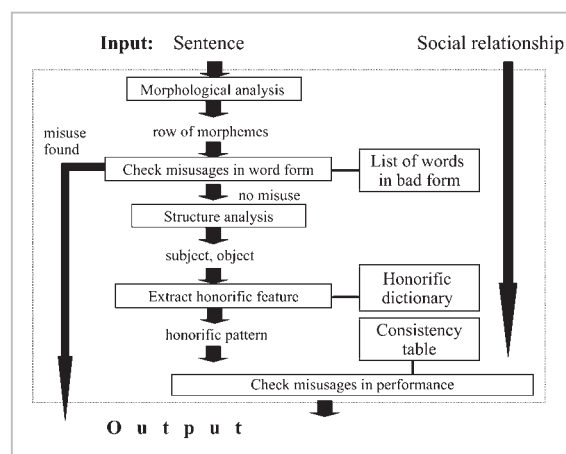 Input: Sentence
Social relationship
Morphological analysis
row of morphemes
misuse
found
Check misusages in word form
List of words
in bad form
no misuse
Structure analysis
subject, object
Extract honorific feature
Honorific
dictionary
honorific pattern
Consistency
table
Check misusages in performance
O u t p u t